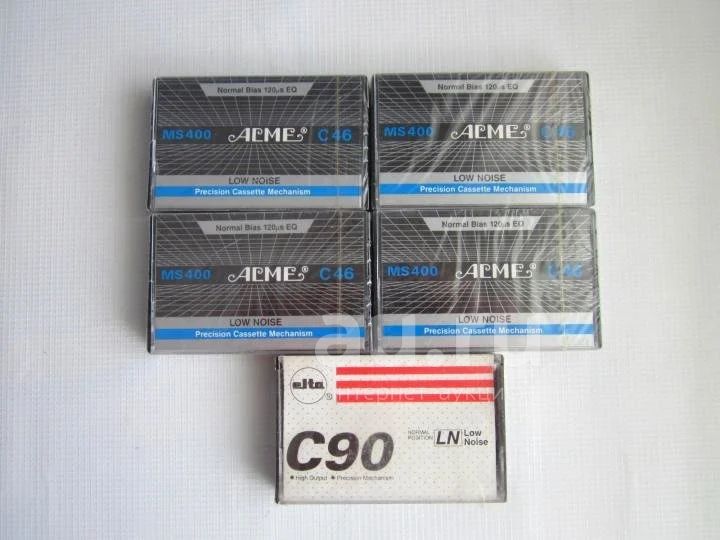 Normal Bias 120µs EQ
MS400 ACME® C46
LOW NOISE
Precision Cassette Mechanism
Normal Bias 120µs EQ
MS400 ACME® C46
LOW NOISE
Precision Cassette Mechanism
Normal Bias 120µs EQ
MS400 ACME® C46
LOW NOISE
Precision Cassette Mechanism
Normal Bias 120µs EQ
MS400 ACME® C46
LOW NOISE
Precision Cassette Mechanism
au.ru
интернет аукцион
elta ®
C90
NORMAL POSITION LN Low Noise
• High Output • Precision Mechanism